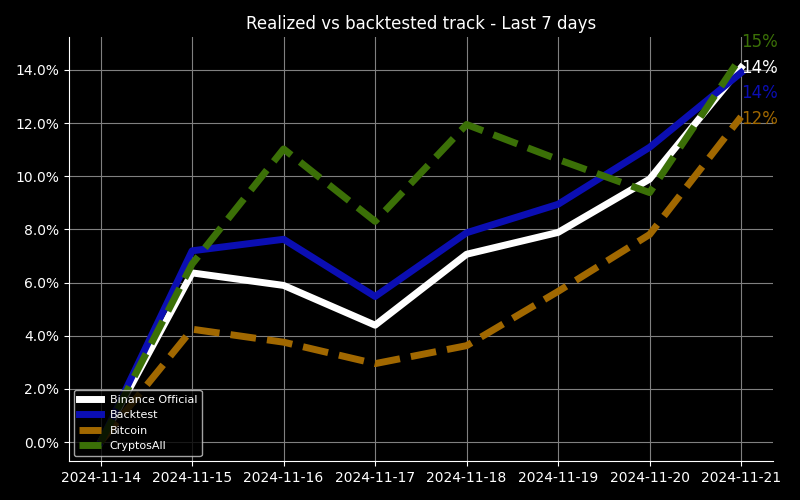 Realized vs backtested track - Last 7 days
15%
14%
14%
12%
14.0%
12.0%
10.0%
8.0%
6.0%
4.0%
2.0%
0.0%
Binance Official
Backtest
Bitcoin
CryptosAll
2024-11-14 2024-11-15 2024-11-16 2024-11-17 2024-11-18 2024-11-19 2024-11-20 2024-11-21